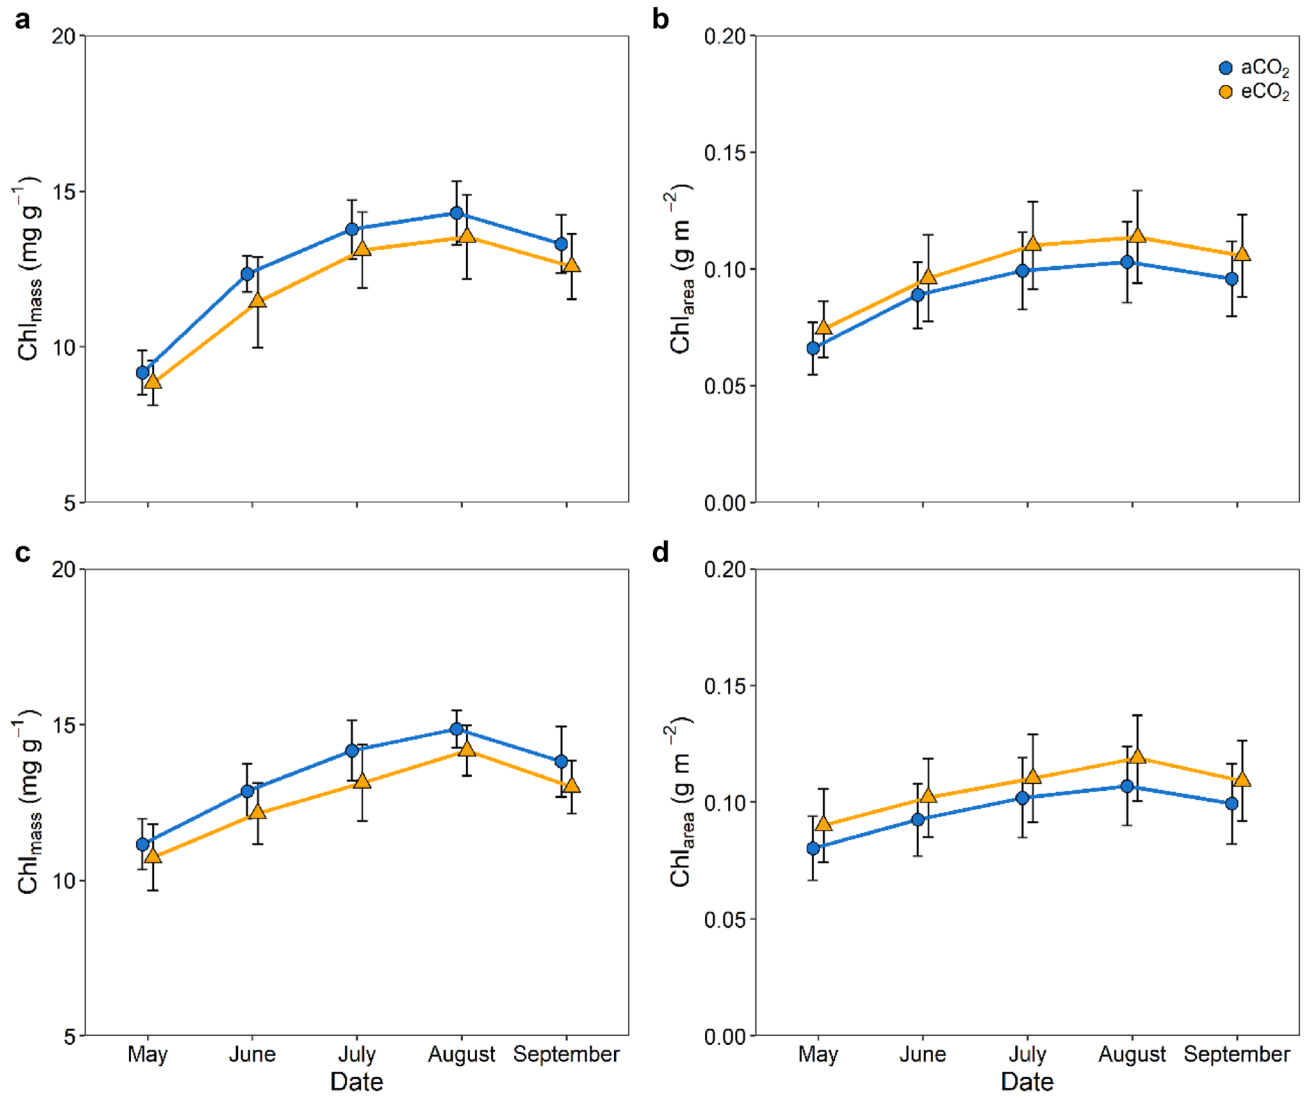 a
20
15
10
5
Chlmass (mg g−1)
b
0.20
0.15
0.10
0.05
0.00
Chlarea (g m−2)
aCO2
eCO2
c
20
15
10
5
Chlmass (mg g−1)
May June July August September
Date
d
0.20
0.15
0.10
0.05
0.00
Chlarea (g m−2)
May June July August September
Date